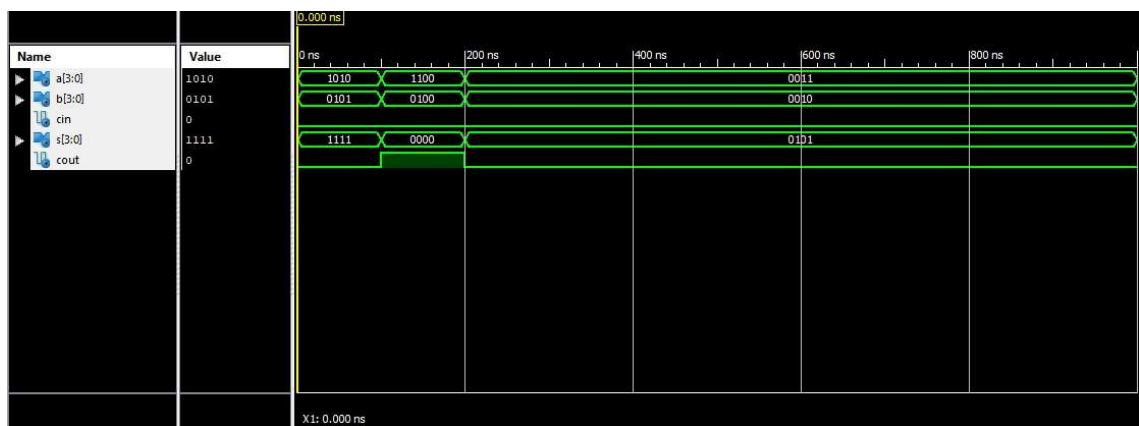 0.000 ns
Name Value 0 ns 200 ns 400 ns 600 ns 800 ns
a[3:0] 1010 1010 1100 0011
b[3:0] 0101 0101 0100 0010
cin 0
s[3:0] 1111 1111 0000 0101
cout 0
X1: 0.000 ns